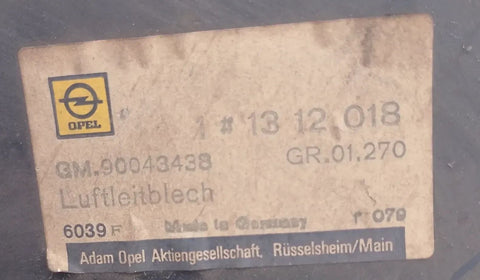 OPEL
1 # 13 12 018
GM.90043438 GR.01.270
Luftleitblech
6039 F Made in Germany r 079
Adam Opel Aktiengesellschaft, Rüsselsheim/Main